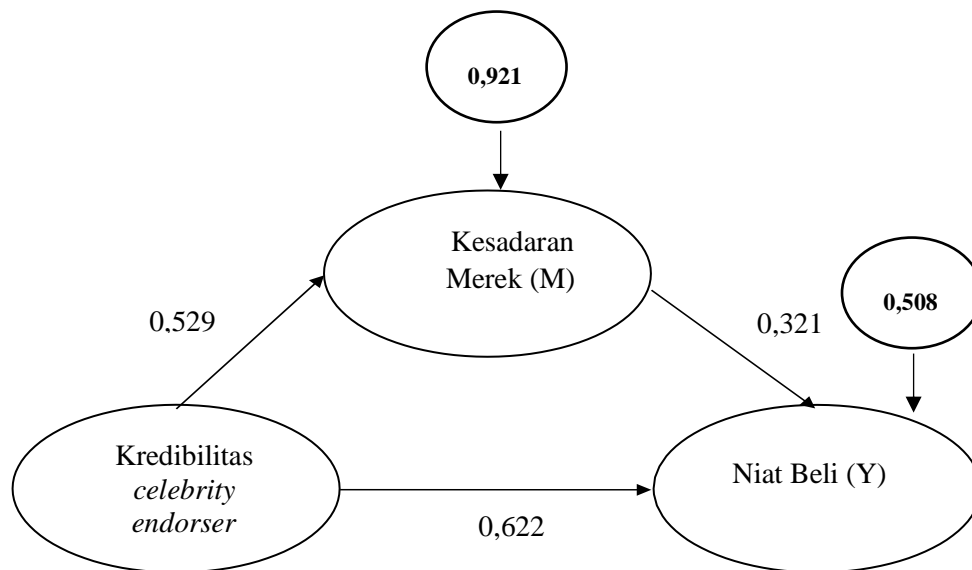 0,921
Kesadaran
Merek (M)
0,508
0,529
0,321
Kredibilitas
celebrity
endorser
Niat Beli (Y)
0,622